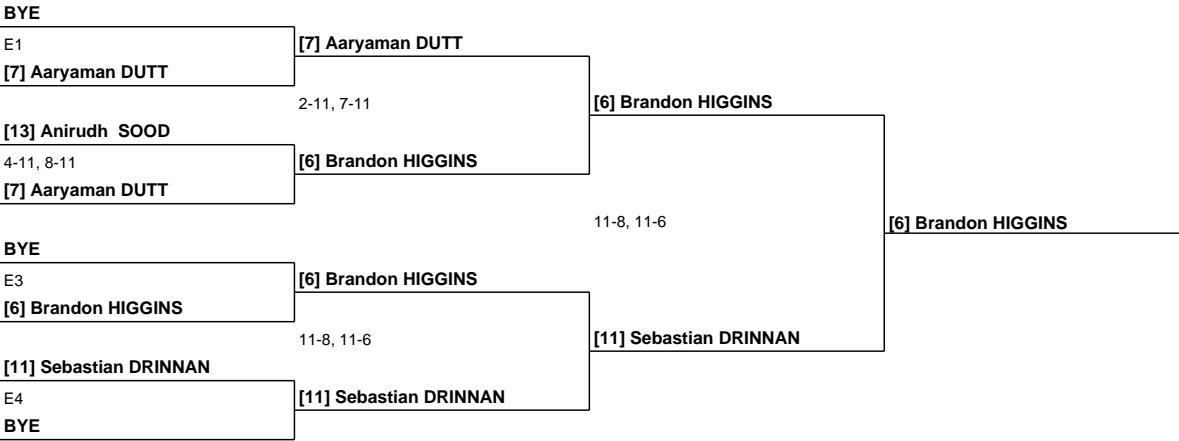 BYE
E1
[7] Aaryaman DUTT
[7] Aaryaman DUTT
2-11, 7-11
[6] Brandon HIGGINS
[13] Anirudh SOOD
4-11, 8-11
[6] Brandon HIGGINS
[7] Aaryaman DUTT
11-8, 11-6
[6] Brandon HIGGINS
BYE
E3
[6] Brandon HIGGINS
[6] Brandon HIGGINS
11-8, 11-6
[11] Sebastian DRINNAN
[11] Sebastian DRINNAN
E4
[11] Sebastian DRINNAN
BYE